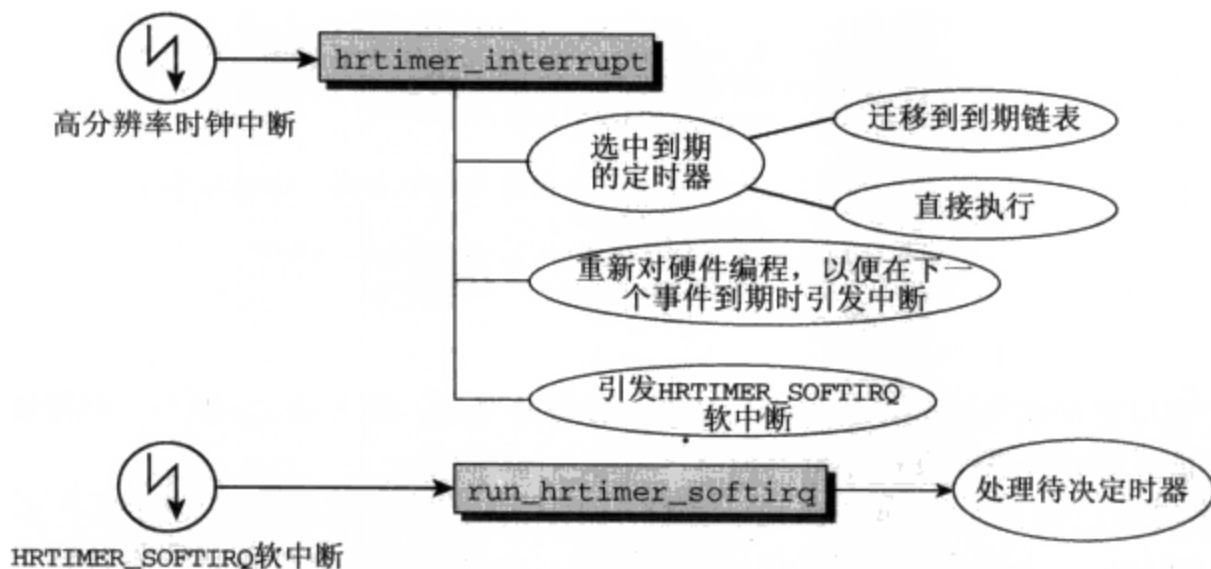 hrtimer_interrupt
高分辨率时钟中断
选中到期
的定时器
迁移到到期链表
直接执行
重新对硬件编程，以便在下一
个事件到期时引发中断
引发HRTIMER_SOFTIRQ
软中断
run_hrtimer_softirq
处理待决定时器
HRTIMER_SOFTIRQ软中断